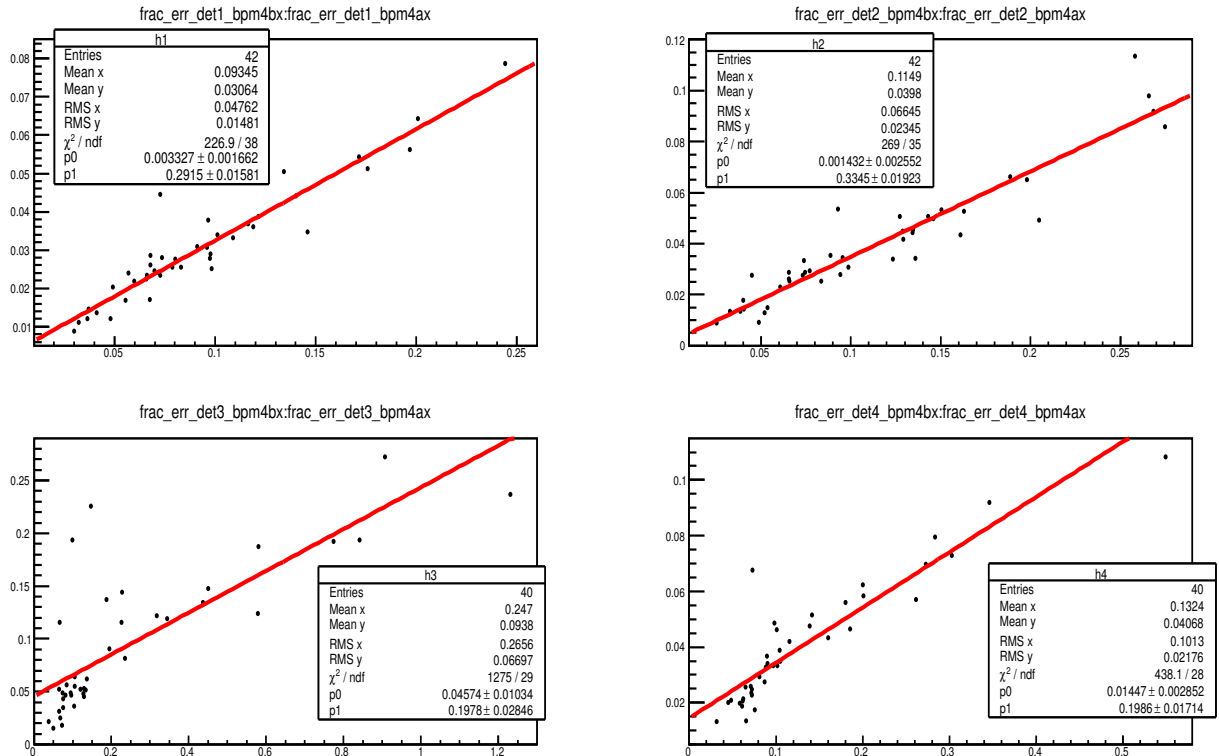 frac_err_det1_bpm4bx:frac_err_det1_bpm4ax
h1
Entries 42
Mean x 0.09345
Mean y 0.03064
RMS x 0.04762
RMS y 0.01481
χ² / ndf 226.9 / 38
p0 0.003327 ± 0.001662
p1 0.2915 ± 0.01581
0.08
0.07
0.06
0.05
0.04
0.03
0.02
0.01
0.05 0.1 0.15 0.2 0.25
frac_err_det2_bpm4bx:frac_err_det2_bpm4ax
h2
Entries 42
Mean x 0.1149
Mean y 0.0398
RMS x 0.06645
RMS y 0.02345
χ² / ndf 269 / 35
p0 0.001432 ± 0.002552
p1 0.3345 ± 0.01923
0.12
0.1
0.08
0.06
0.04
0.02
0
0.05 0.1 0.15 0.2 0.25
frac_err_det3_bpm4bx:frac_err_det3_bpm4ax
0.25
0.2
0.15
0.1
0.05
0
h3
Entries 40
Mean x 0.247
Mean y 0.0938
RMS x 0.2656
RMS y 0.06697
χ² / ndf 1275 / 29
p0 0.04574 ± 0.01034
p1 0.1978 ± 0.02846
0 0.2 0.4 0.6 0.8 1 1.2
frac_err_det4_bpm4bx:frac_err_det4_bpm4ax
0.1
0.08
0.06
0.04
0.02
h4
Entries 40
Mean x 0.1324
Mean y 0.04068
RMS x 0.1013
RMS y 0.02176
χ² / ndf 438.1 / 28
p0 0.01447 ± 0.002852
p1 0.1986 ± 0.01714
0 0.1 0.2 0.3 0.4 0.5